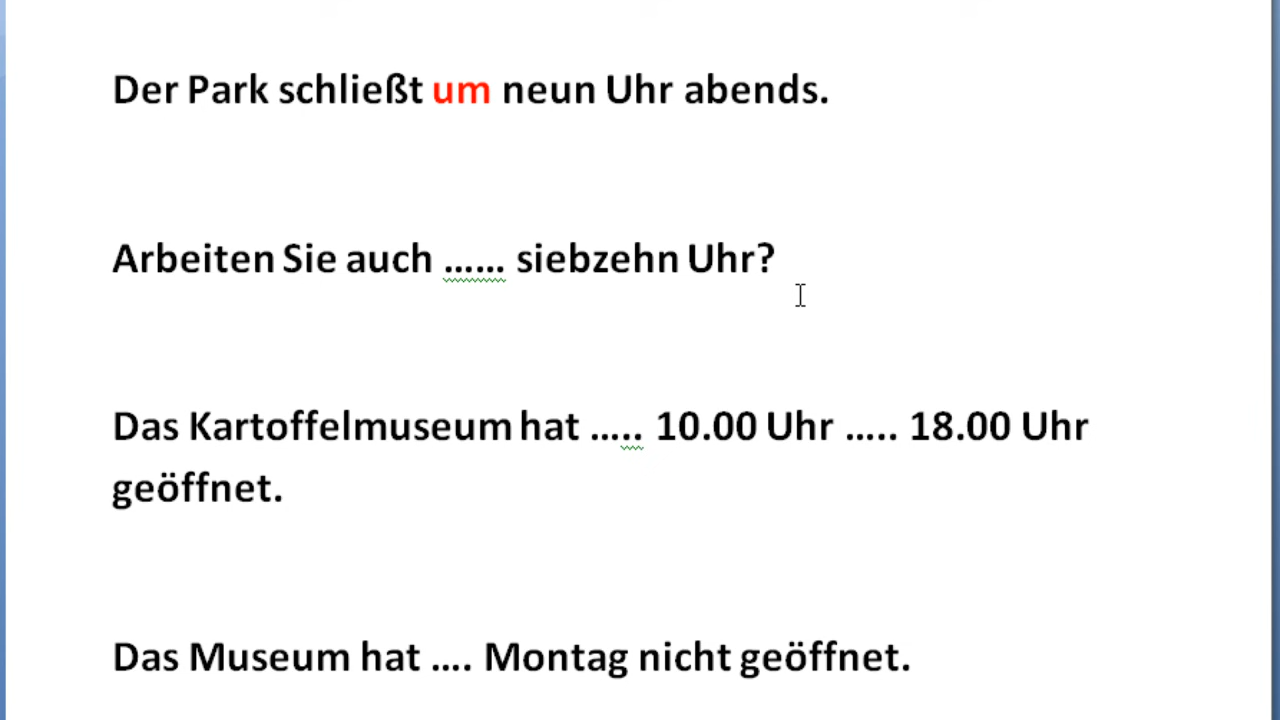 Der Park schließt um neun Uhr abends.
Arbeiten Sie auch ...... siebzehn Uhr?
Das Kartoffelmuseum hat ..... 10.00 Uhr ..... 18.00 Uhr
geöffnet.
Das Museum hat .... Montag nicht geöffnet.